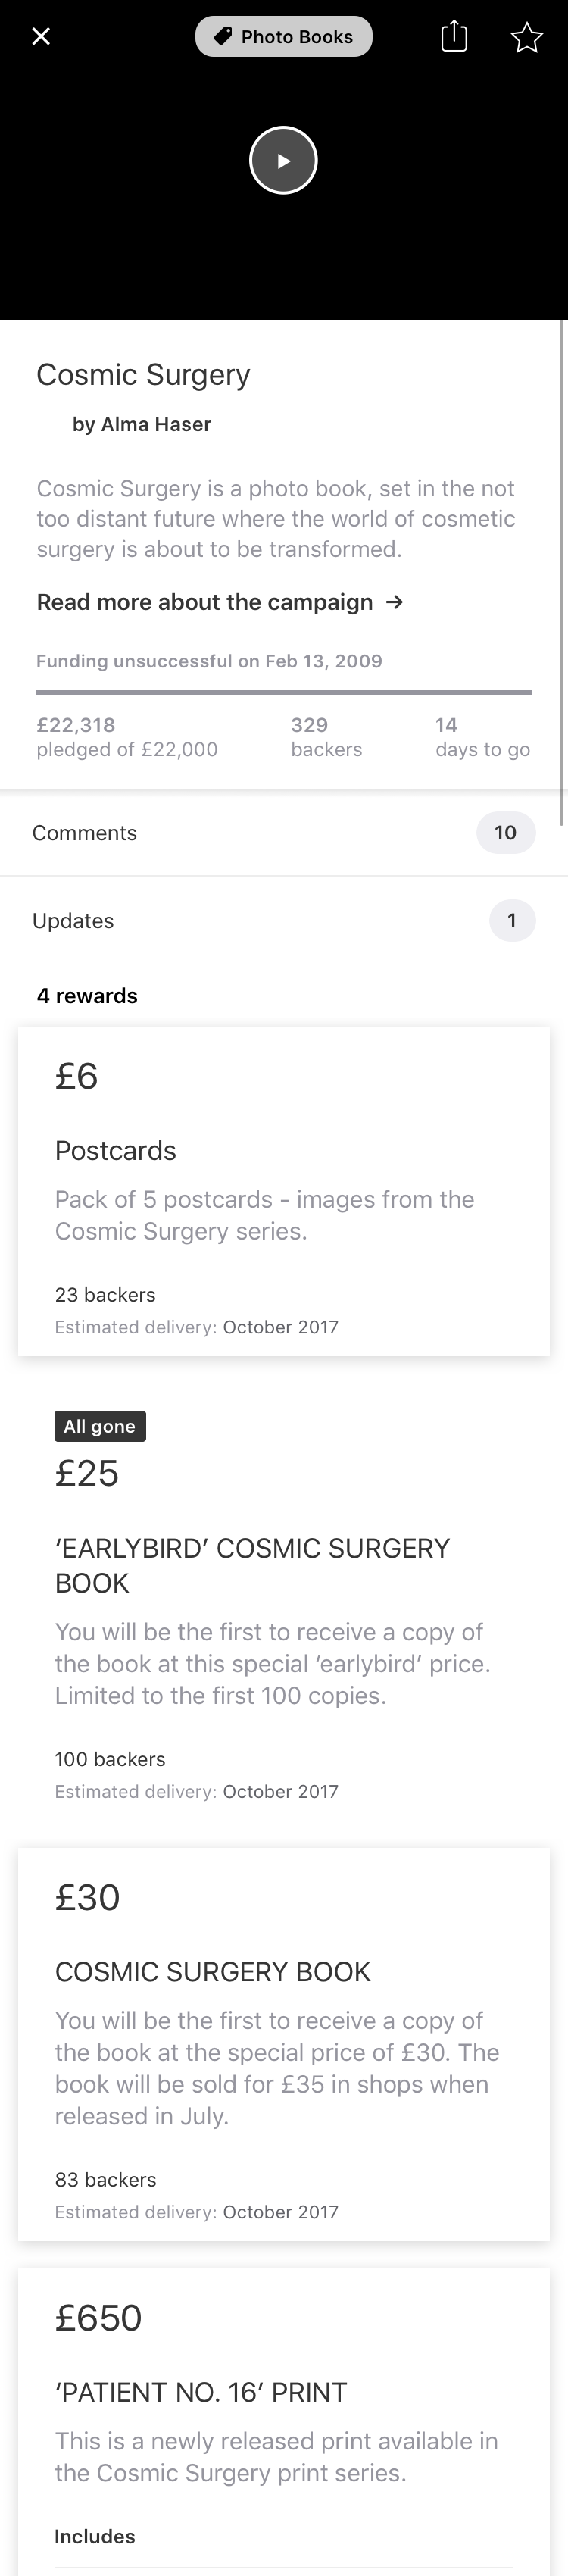 Photo Books
Cosmic Surgery
by Alma Haser
Cosmic Surgery is a photo book, set in the not
too distant future where the world of cosmetic
surgery is about to be transformed.
Read more about the campaign →
Funding unsuccessful on Feb 13, 2009
£22,318 329 14
pledged of £22,000 backers days to go
Comments 10
Updates 1
4 rewards
£6
Postcards
Pack of 5 postcards - images from the
Cosmic Surgery series.
23 backers
Estimated delivery: October 2017
All gone
£25
‘EARLYBIRD’ COSMIC SURGERY
BOOK
You will be the first to receive a copy of
the book at this special ‘earlybird’ price.
Limited to the first 100 copies.
100 backers
Estimated delivery: October 2017
£30
COSMIC SURGERY BOOK
You will be the first to receive a copy of
the book at the special price of £30. The
book will be sold for £35 in shops when
released in July.
83 backers
Estimated delivery: October 2017
£650
‘PATIENT NO. 16’ PRINT
This is a newly released print available in
the Cosmic Surgery print series.
Includes